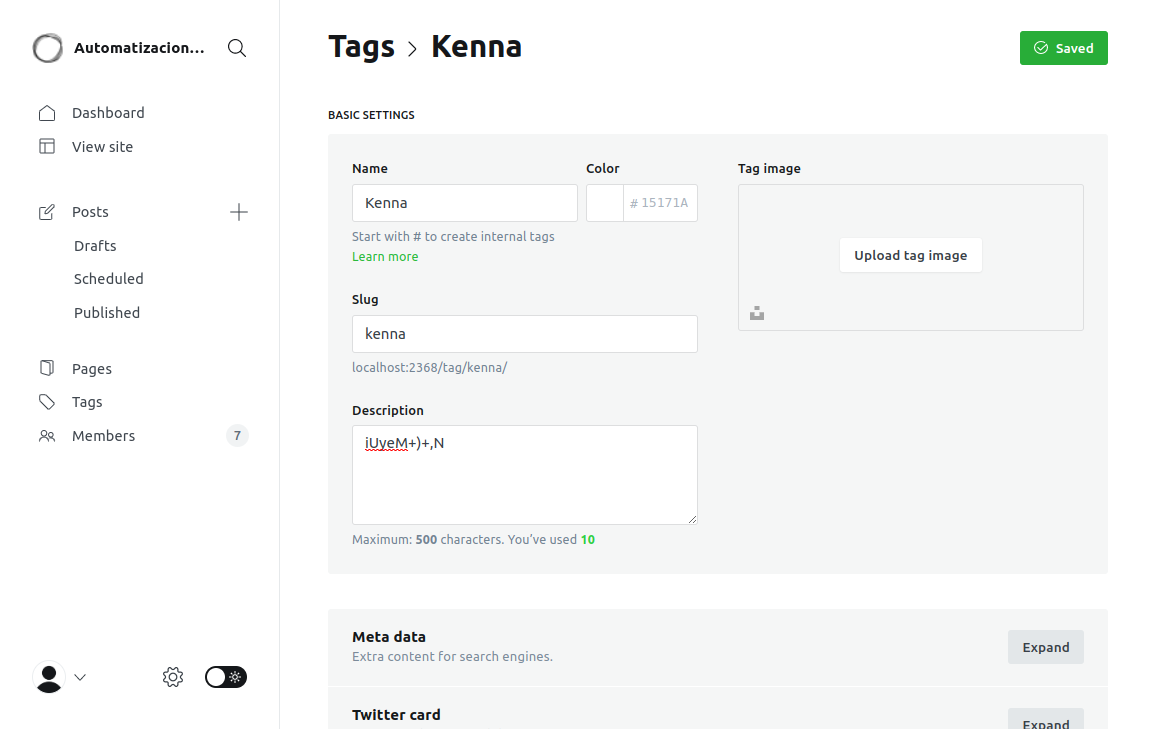 Automatizacion...
Dashboard
View site
Posts
Drafts
Scheduled
Published
Pages
Tags
Members 7
Tags > Kenna
Saved
BASIC SETTINGS
Name
Kenna
Color
# 15171A
Start with # to create internal tags
Learn more
Slug
kenna
localhost:2368/tag/kenna/
Description
iUyeM+)+,N
Maximum: 500 characters. You’ve used 10
Tag image
Upload tag image
Meta data
Extra content for search engines.
Expand
Twitter card
Expand